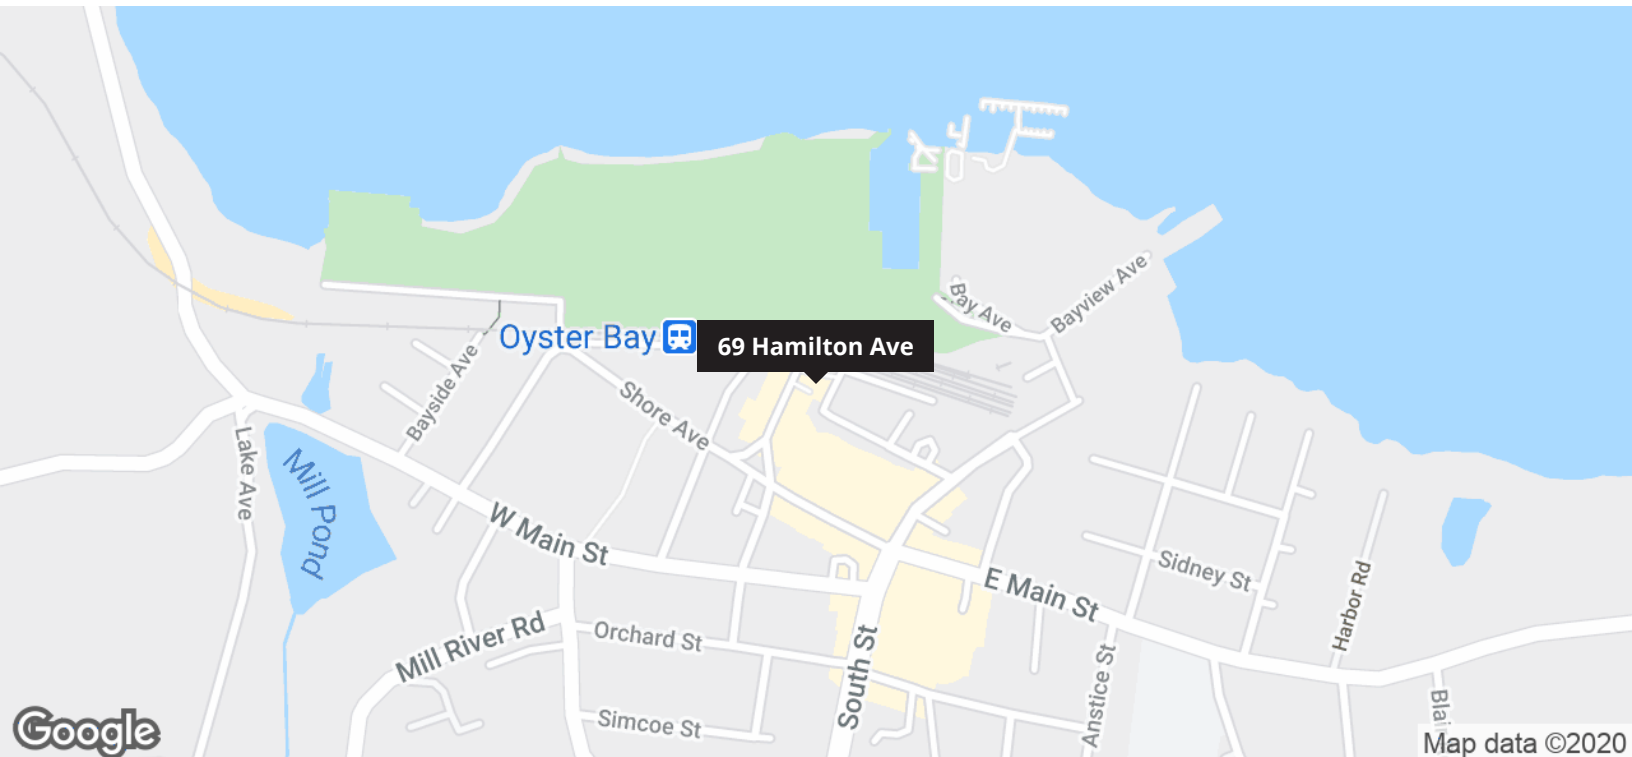 Bay Ave
Bayview Ave
Oyster Bay
69 Hamilton Ave
Bayside Ave
Shore Ave
Lake Ave
Mill Pond
W Main St
E Main St
Sidney St
Harbor Rd
Mill River Rd
Orchard St
South St
Anstice St
Simcoe St
Blai
Google
Map data ©2020